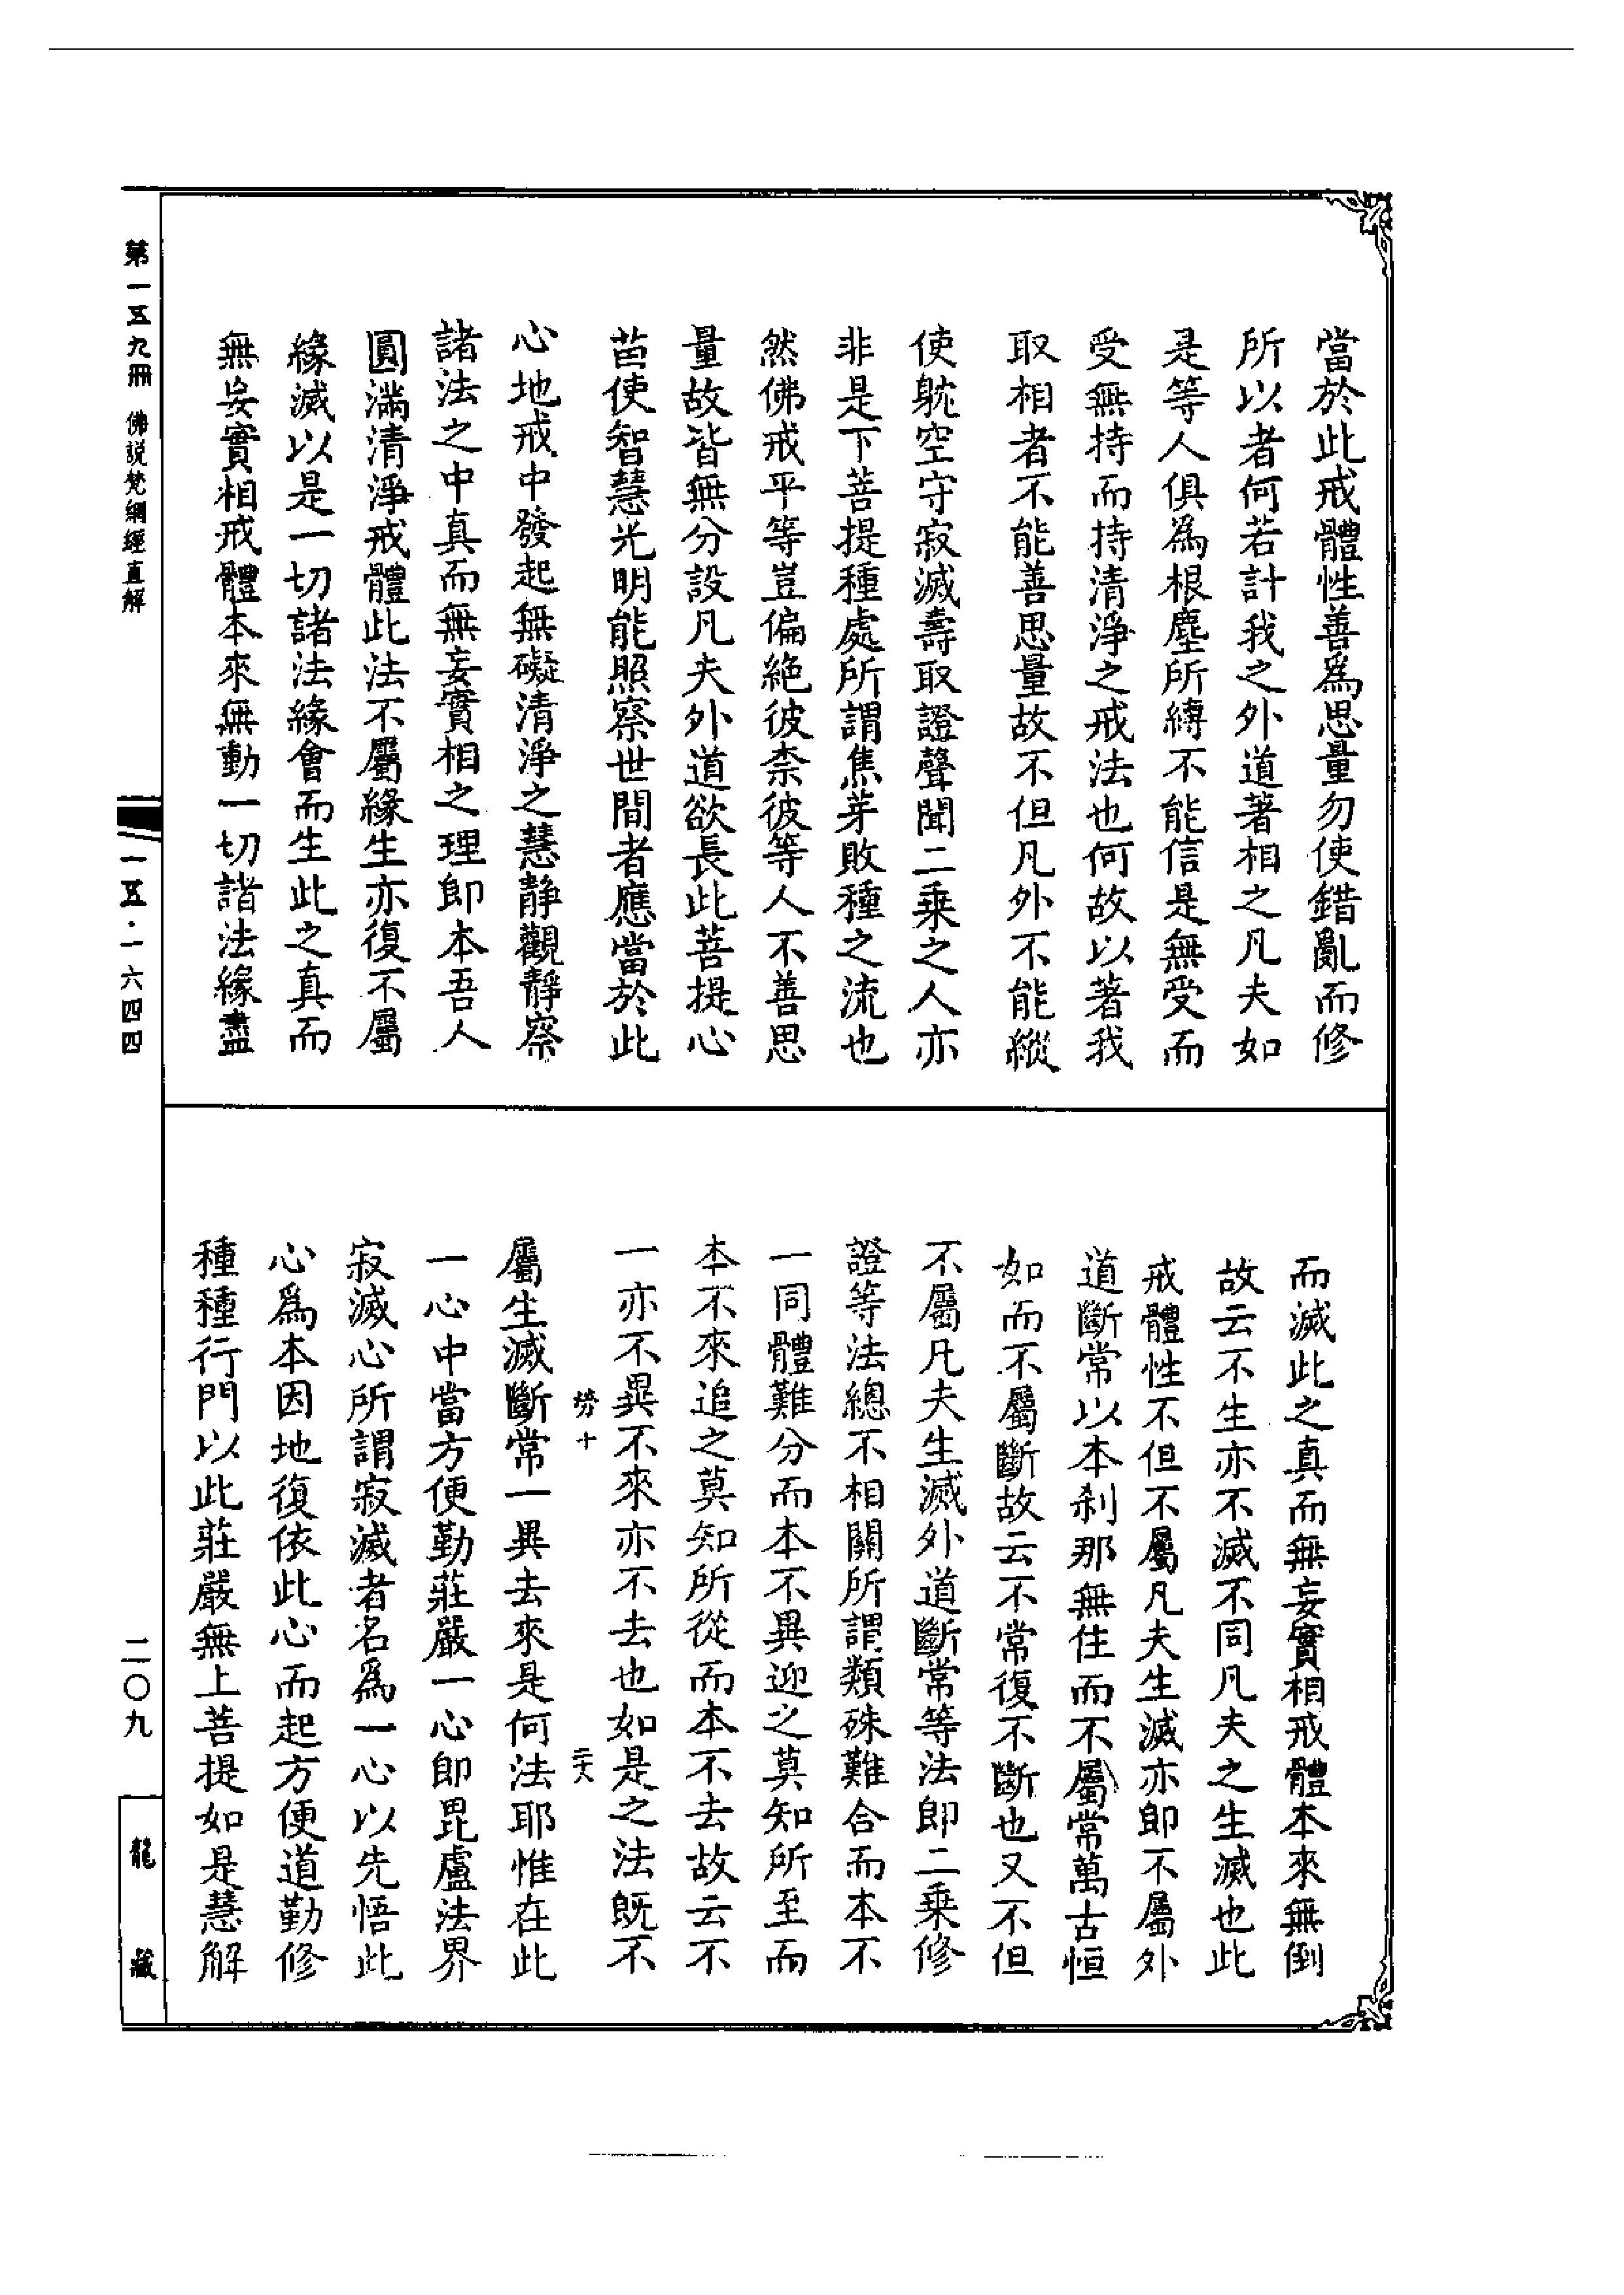 當於此戒體性善為思量勿使錯亂而修
所以者何若計我之外道著相之凡夫如
是等人俱為根塵所縛不能信是無受而
受無持而持清淨之戒法也何故以著我
取相者不能善思量故不但凡外不能縱
使躭空守寂滅壽取證聲聞二乘之人亦
非是下菩提種處所謂焦芽敗種之流也
然佛戒平等豈偏絶彼柰彼等人不善思
量故皆無分設凡夫外道欲長此菩提心
苗使智慧光明能照察世間者應當於此
心地戒中發起無礙清淨之慧靜觀靜察
諸法之中真而無妄實相之理即本吾人
圓滿清淨戒體此法不屬緣生亦復不屬
緣滅以是一切諸法緣會而生此之真而
無妄實相戒體本來無動一切諸法緣盡
而滅此之真而無妄實相戒體本來無倒
故云不生亦不滅不同凡夫之生滅也此
戒體性不但不屬凡夫生滅亦即不屬外
道斷常以本刹那無住而不屬常萬古恒
如而不屬斷故云不常復不斷也又不但
不屬凡夫生滅外道斷常等法即二乘修
證等法總不相關所謂類殊難合而本不
一同體難分而本不異迎之莫知所至而
本不來追之莫知所從而本不去故云不
一亦不異不來亦不去也如是之法既不
屬生滅斷常一異去來是何法耶惟在此
一心中當方便勤莊嚴一心即毘盧法界
寂滅心所謂寂滅者名為一心以先悟此
心為本因地復依此心而起方便道勤修
種種行門以此莊嚴無上菩提如是慧解
第一五九冊 佛説梵網經直解
一五·一六四四
二〇九
龍藏